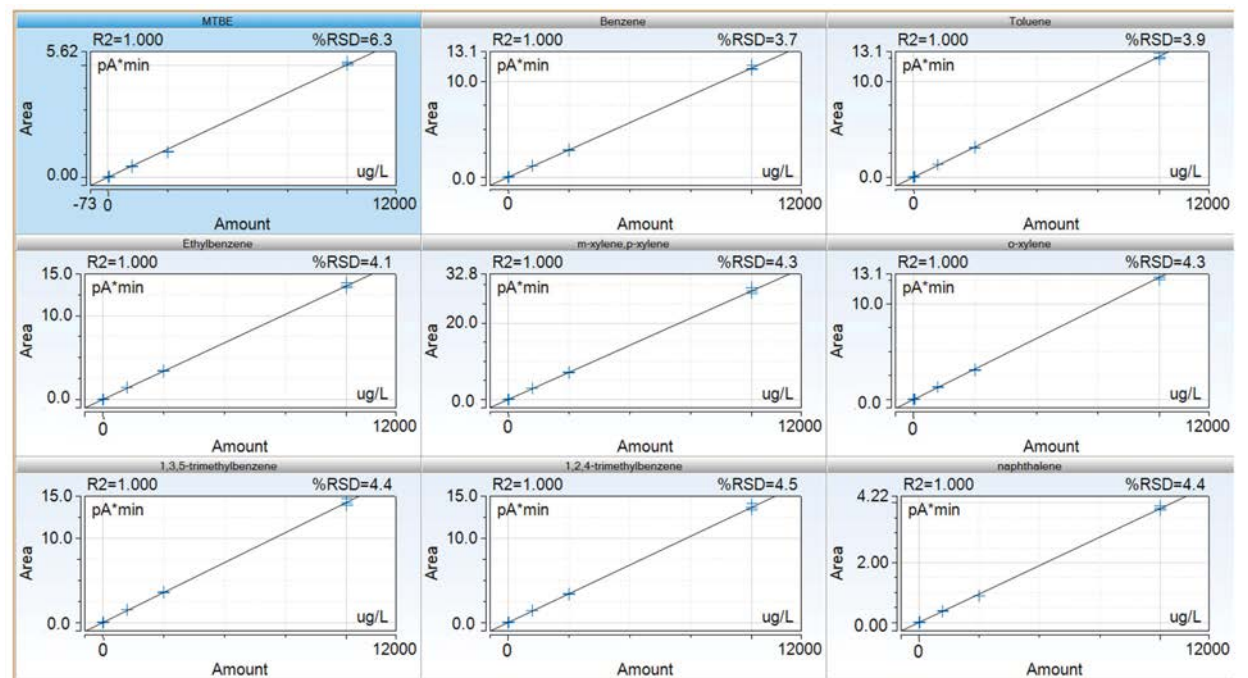 MTBE
R2=1.000 %RSD=6.3
5.62
pA*min
Area
0.00
ug/L
-73 0 12000
Amount
Benzene
R2=1.000 %RSD=3.7
13.1
pA*min
10.0
Area
0.0
ug/L
0 12000
Amount
Toluene
R2=1.000 %RSD=3.9
13.1
pA*min
10.0
Area
0.0
ug/L
0 12000
Amount
Ethylbenzene
R2=1.000 %RSD=4.1
15.0
pA*min
10.0
Area
0.0
ug/L
0 12000
Amount
m-xylene,p-xylene
R2=1.000 %RSD=4.3
32.8
pA*min
20.0
Area
0.0
ug/L
0 12000
Amount
o-xylene
R2=1.000 %RSD=4.3
13.1
pA*min
10.0
Area
0.0
ug/L
0 12000
Amount
1,3,5-trimethylbenzene
R2=1.000 %RSD=4.4
15.0
pA*min
10.0
Area
0.0
ug/L
0 12000
Amount
1,2,4-trimethylbenzene
R2=1.000 %RSD=4.5
15.0
pA*min
10.0
Area
0.0
ug/L
0 12000
Amount
naphthalene
R2=1.000 %RSD=4.4
4.22
pA*min
2.00
Area
0.00
ug/L
0 12000
Amount